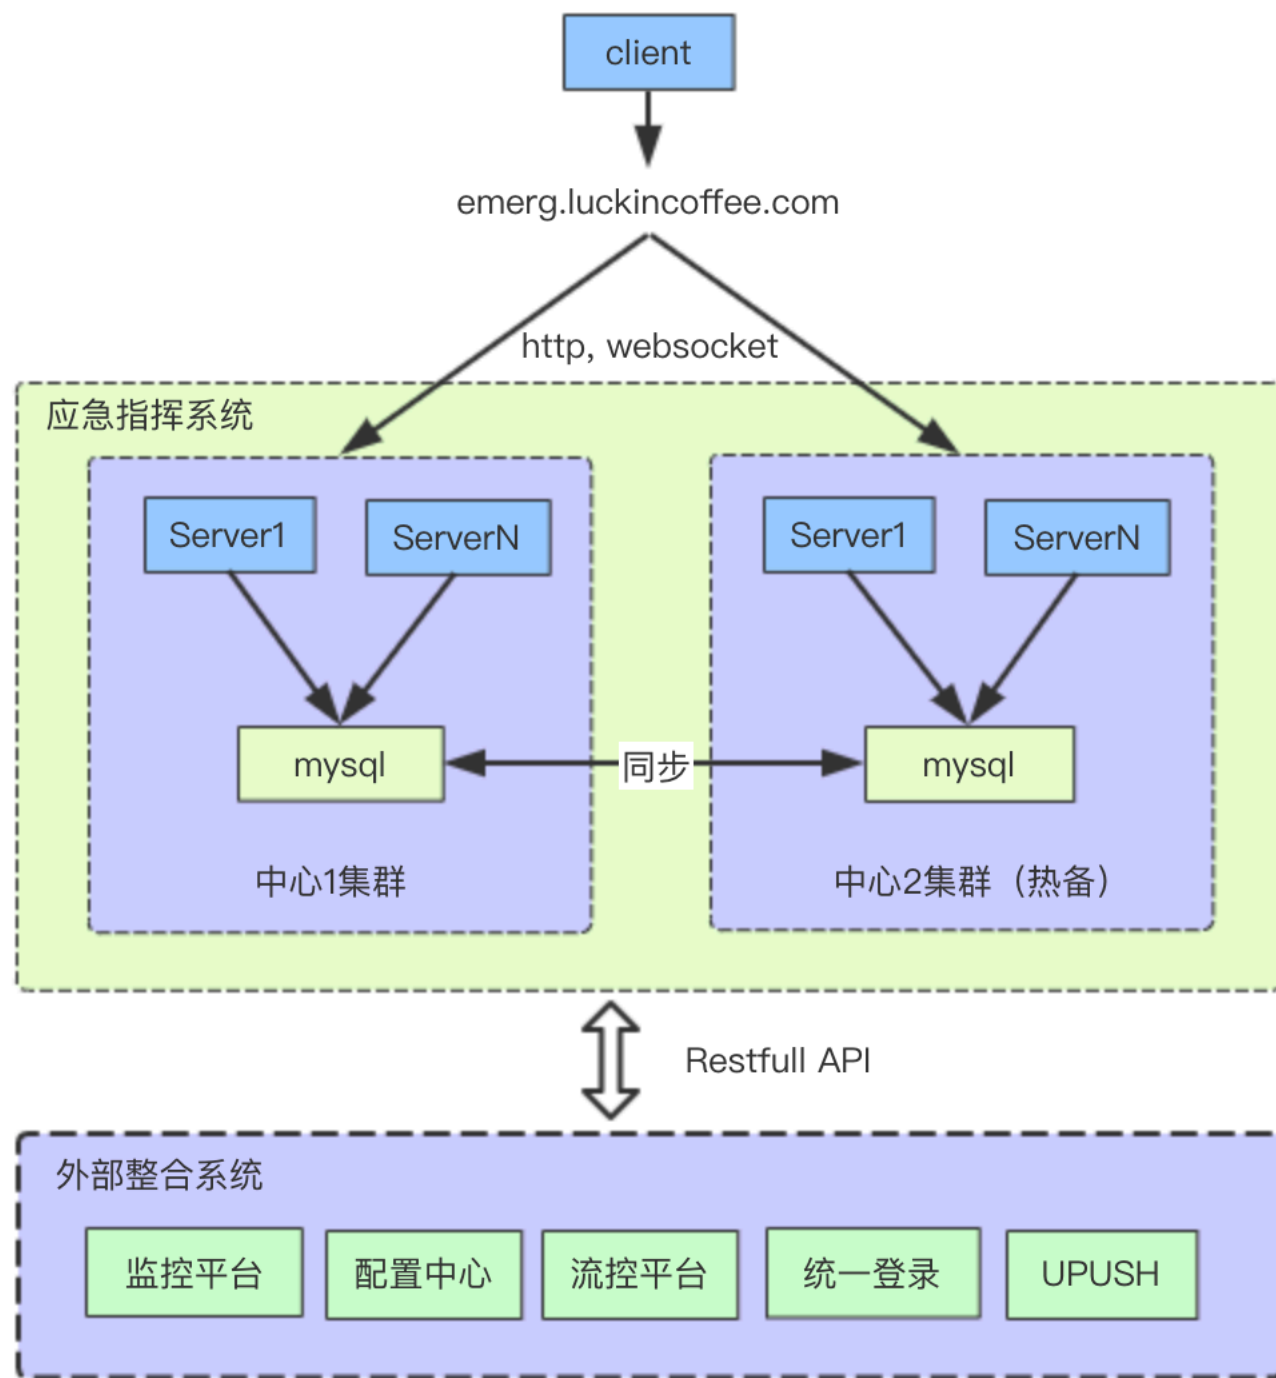 client
emerg.luckincoffee.com
http, websocket
应急指挥系统
Server1
ServerN
Server1
ServerN
mysql
同步
mysql
中心1集群
中心2集群（热备）
Restfull API
外部整合系统
监控平台
配置中心
流控平台
统一登录
UPUSH